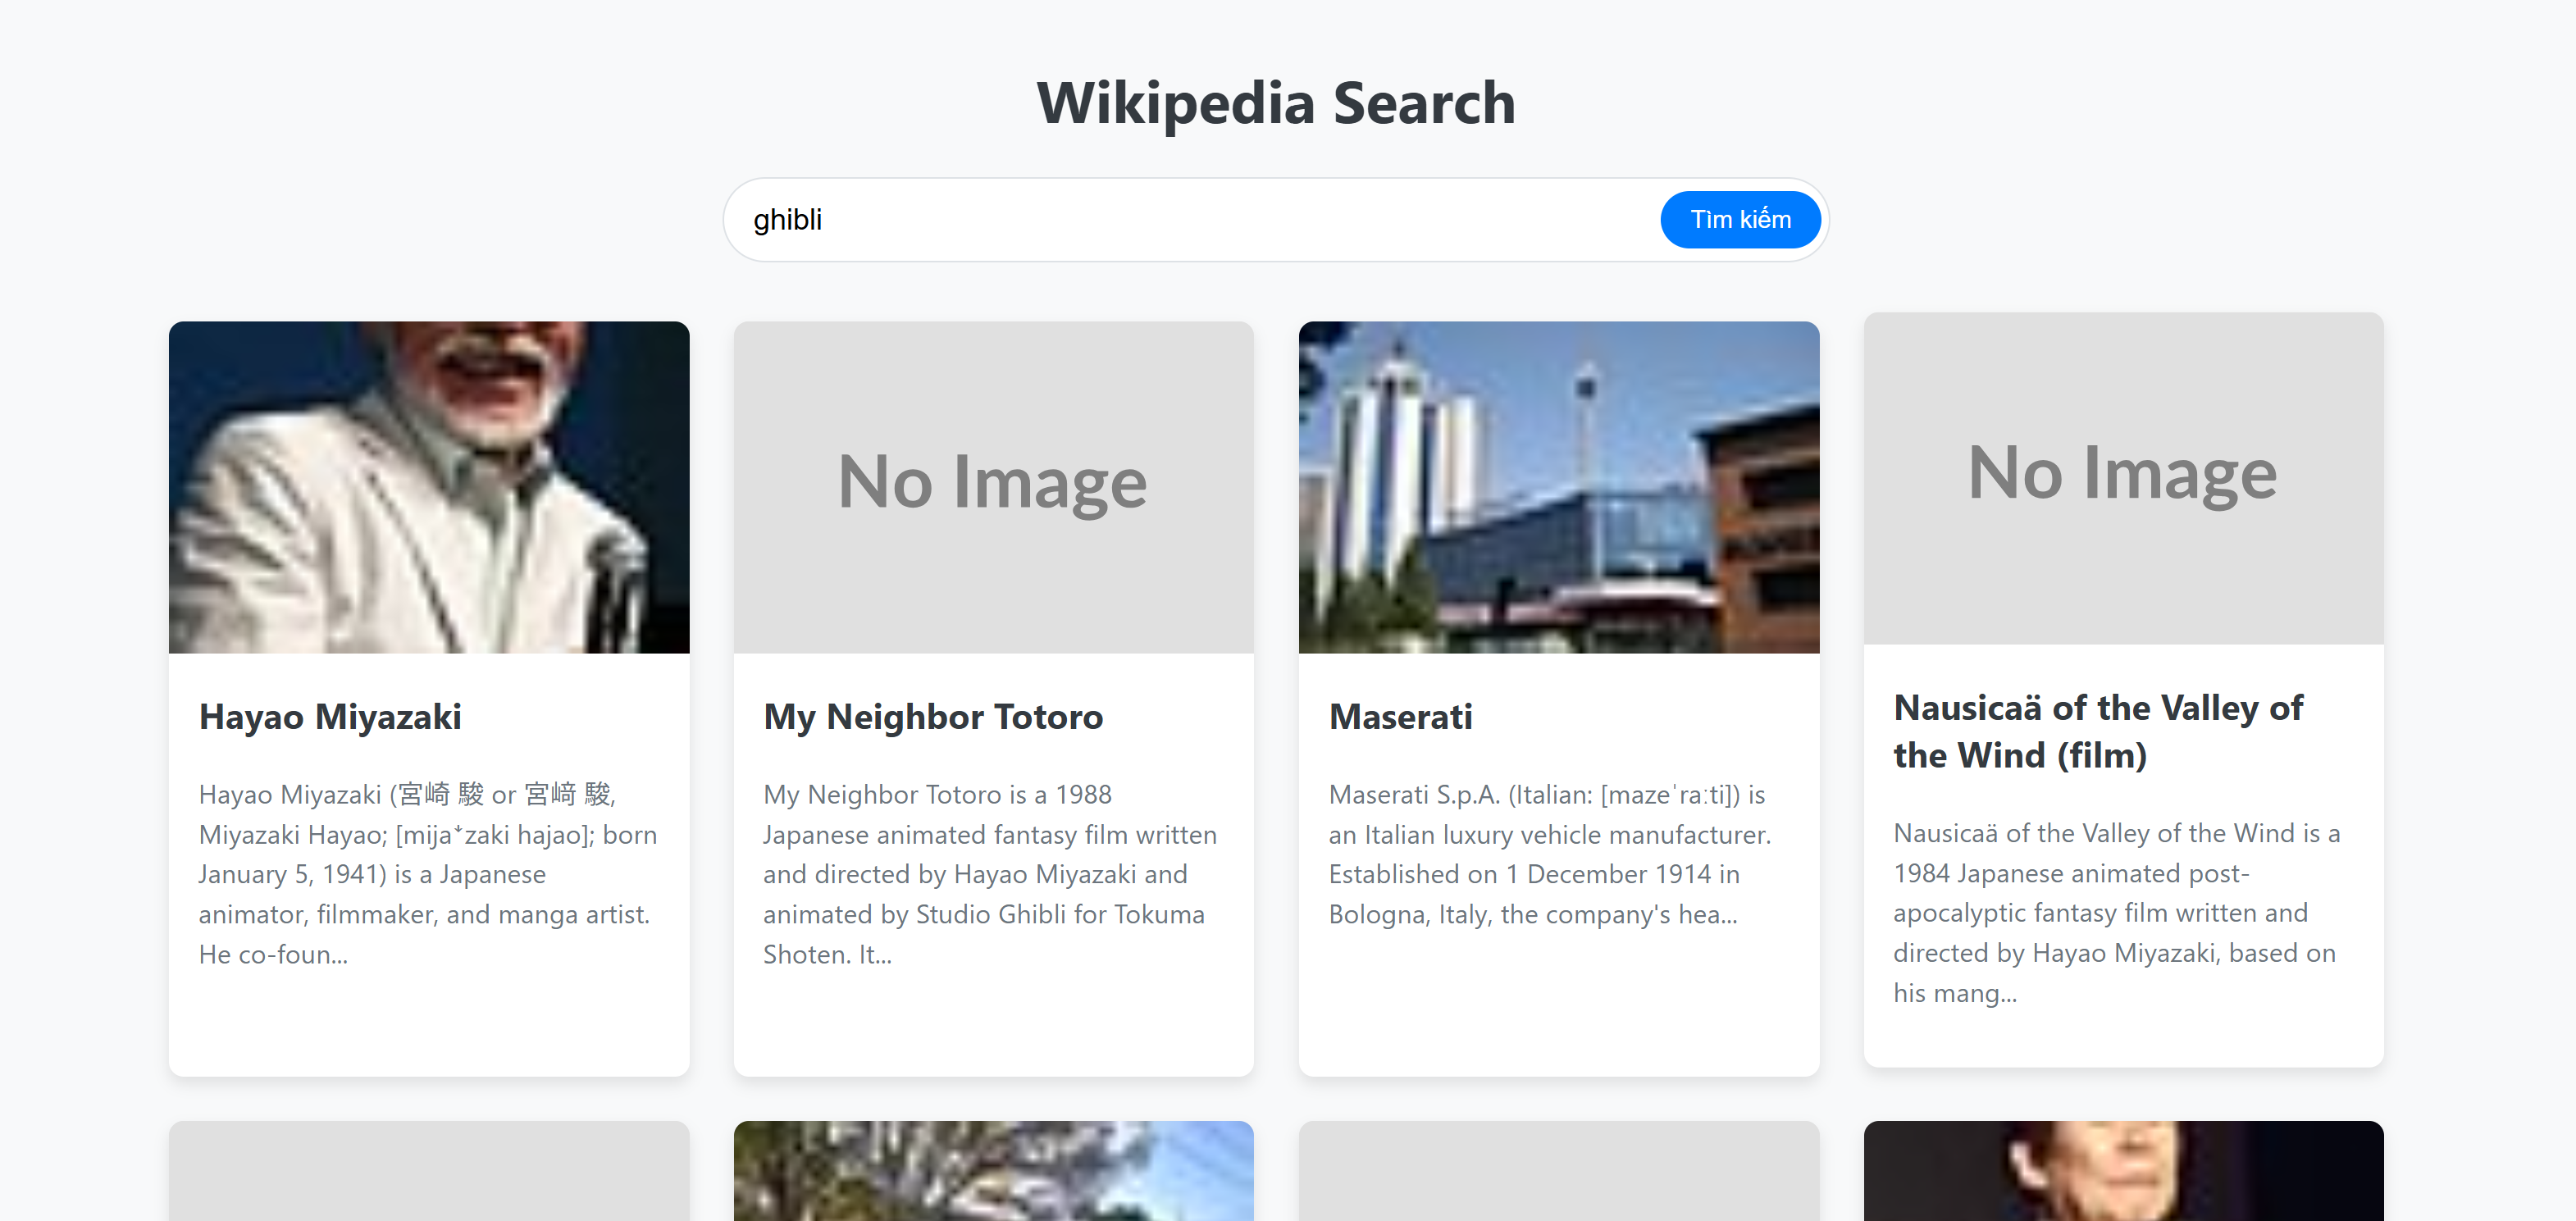 Wikipedia Search
ghibli
Tìm kiếm
No Image
No Image
Hayao Miyazaki
Hayao Miyazaki (宮崎 駿 or 宮﨑 駿,
Miyazaki Hayao; [mijaꜜzaki hajao]; born
January 5, 1941) is a Japanese
animator, filmmaker, and manga artist.
He co-foun...
My Neighbor Totoro
My Neighbor Totoro is a 1988
Japanese animated fantasy film written
and directed by Hayao Miyazaki and
animated by Studio Ghibli for Tokuma
Shoten. It...
Maserati
Maserati S.p.A. (Italian: [mazeˈraːti]) is
an Italian luxury vehicle manufacturer.
Established on 1 December 1914 in
Bologna, Italy, the company's hea...
Nausicaä of the Valley of
the Wind (film)
Nausicaä of the Valley of the Wind is a
1984 Japanese animated post-
apocalyptic fantasy film written and
directed by Hayao Miyazaki, based on
his mang...